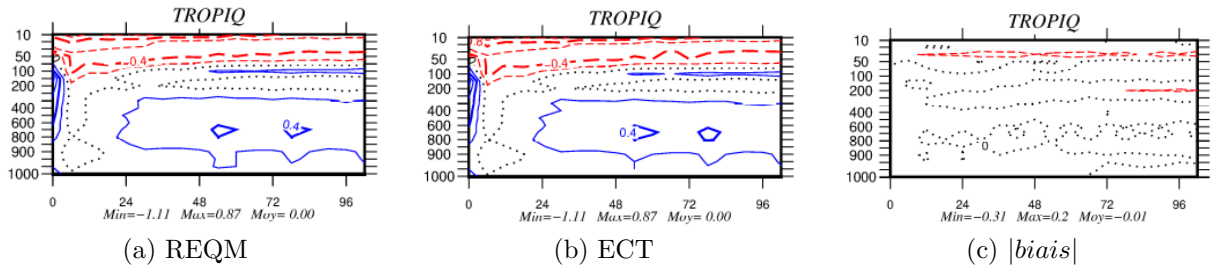 TROPIQ
10
50
100
200
400
600
800
900
1000
-0.4
0.4
0 24 48 72 96
Min=-1.11 Max=0.87 Moy= 0.00
(a) REQM
TROPIQ
10
50
100
200
400
600
800
900
1000
0.4
0.4
0 24 48 72 96
Min=-1.11 Max=0.87 Moy= 0.00
(b) ECT
TROPIQ
10
50
100
200
400
600
800
900
1000
0
0 24 48 72 96
Min=-0.31 Max=0.2 Moy=-0.01
(c) |biais|